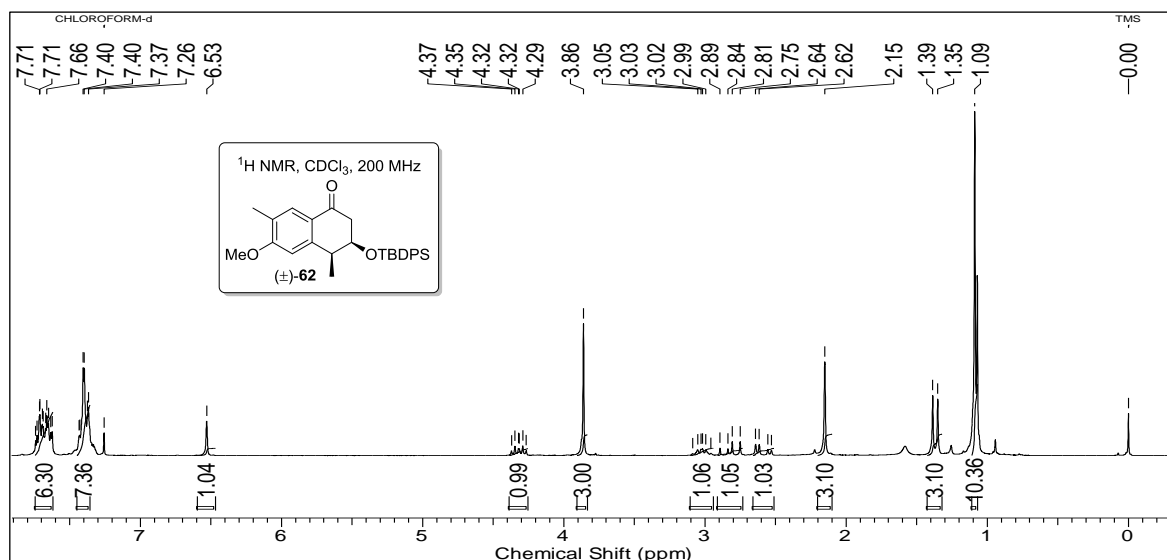 CHLOROFORM-d TMS
7.71 7.71 7.66 7.40 7.40 7.37 7.26 6.53 4.37 4.35 4.32 4.32 4.29 3.86 3.05 3.03 3.02 2.99 2.89 2.84 2.81 2.75 2.64 2.62 2.15 1.39 1.35 1.09 -0.00
¹H NMR, CDCl₃, 200 MHz
O
MeO OTBDPS
(±)-62
6.30 7.36 1.04 0.99 3.00 1.06 1.05 1.03 3.10 3.10 10.36
7 6 5 4 3 2 1 0
Chemical Shift (ppm)